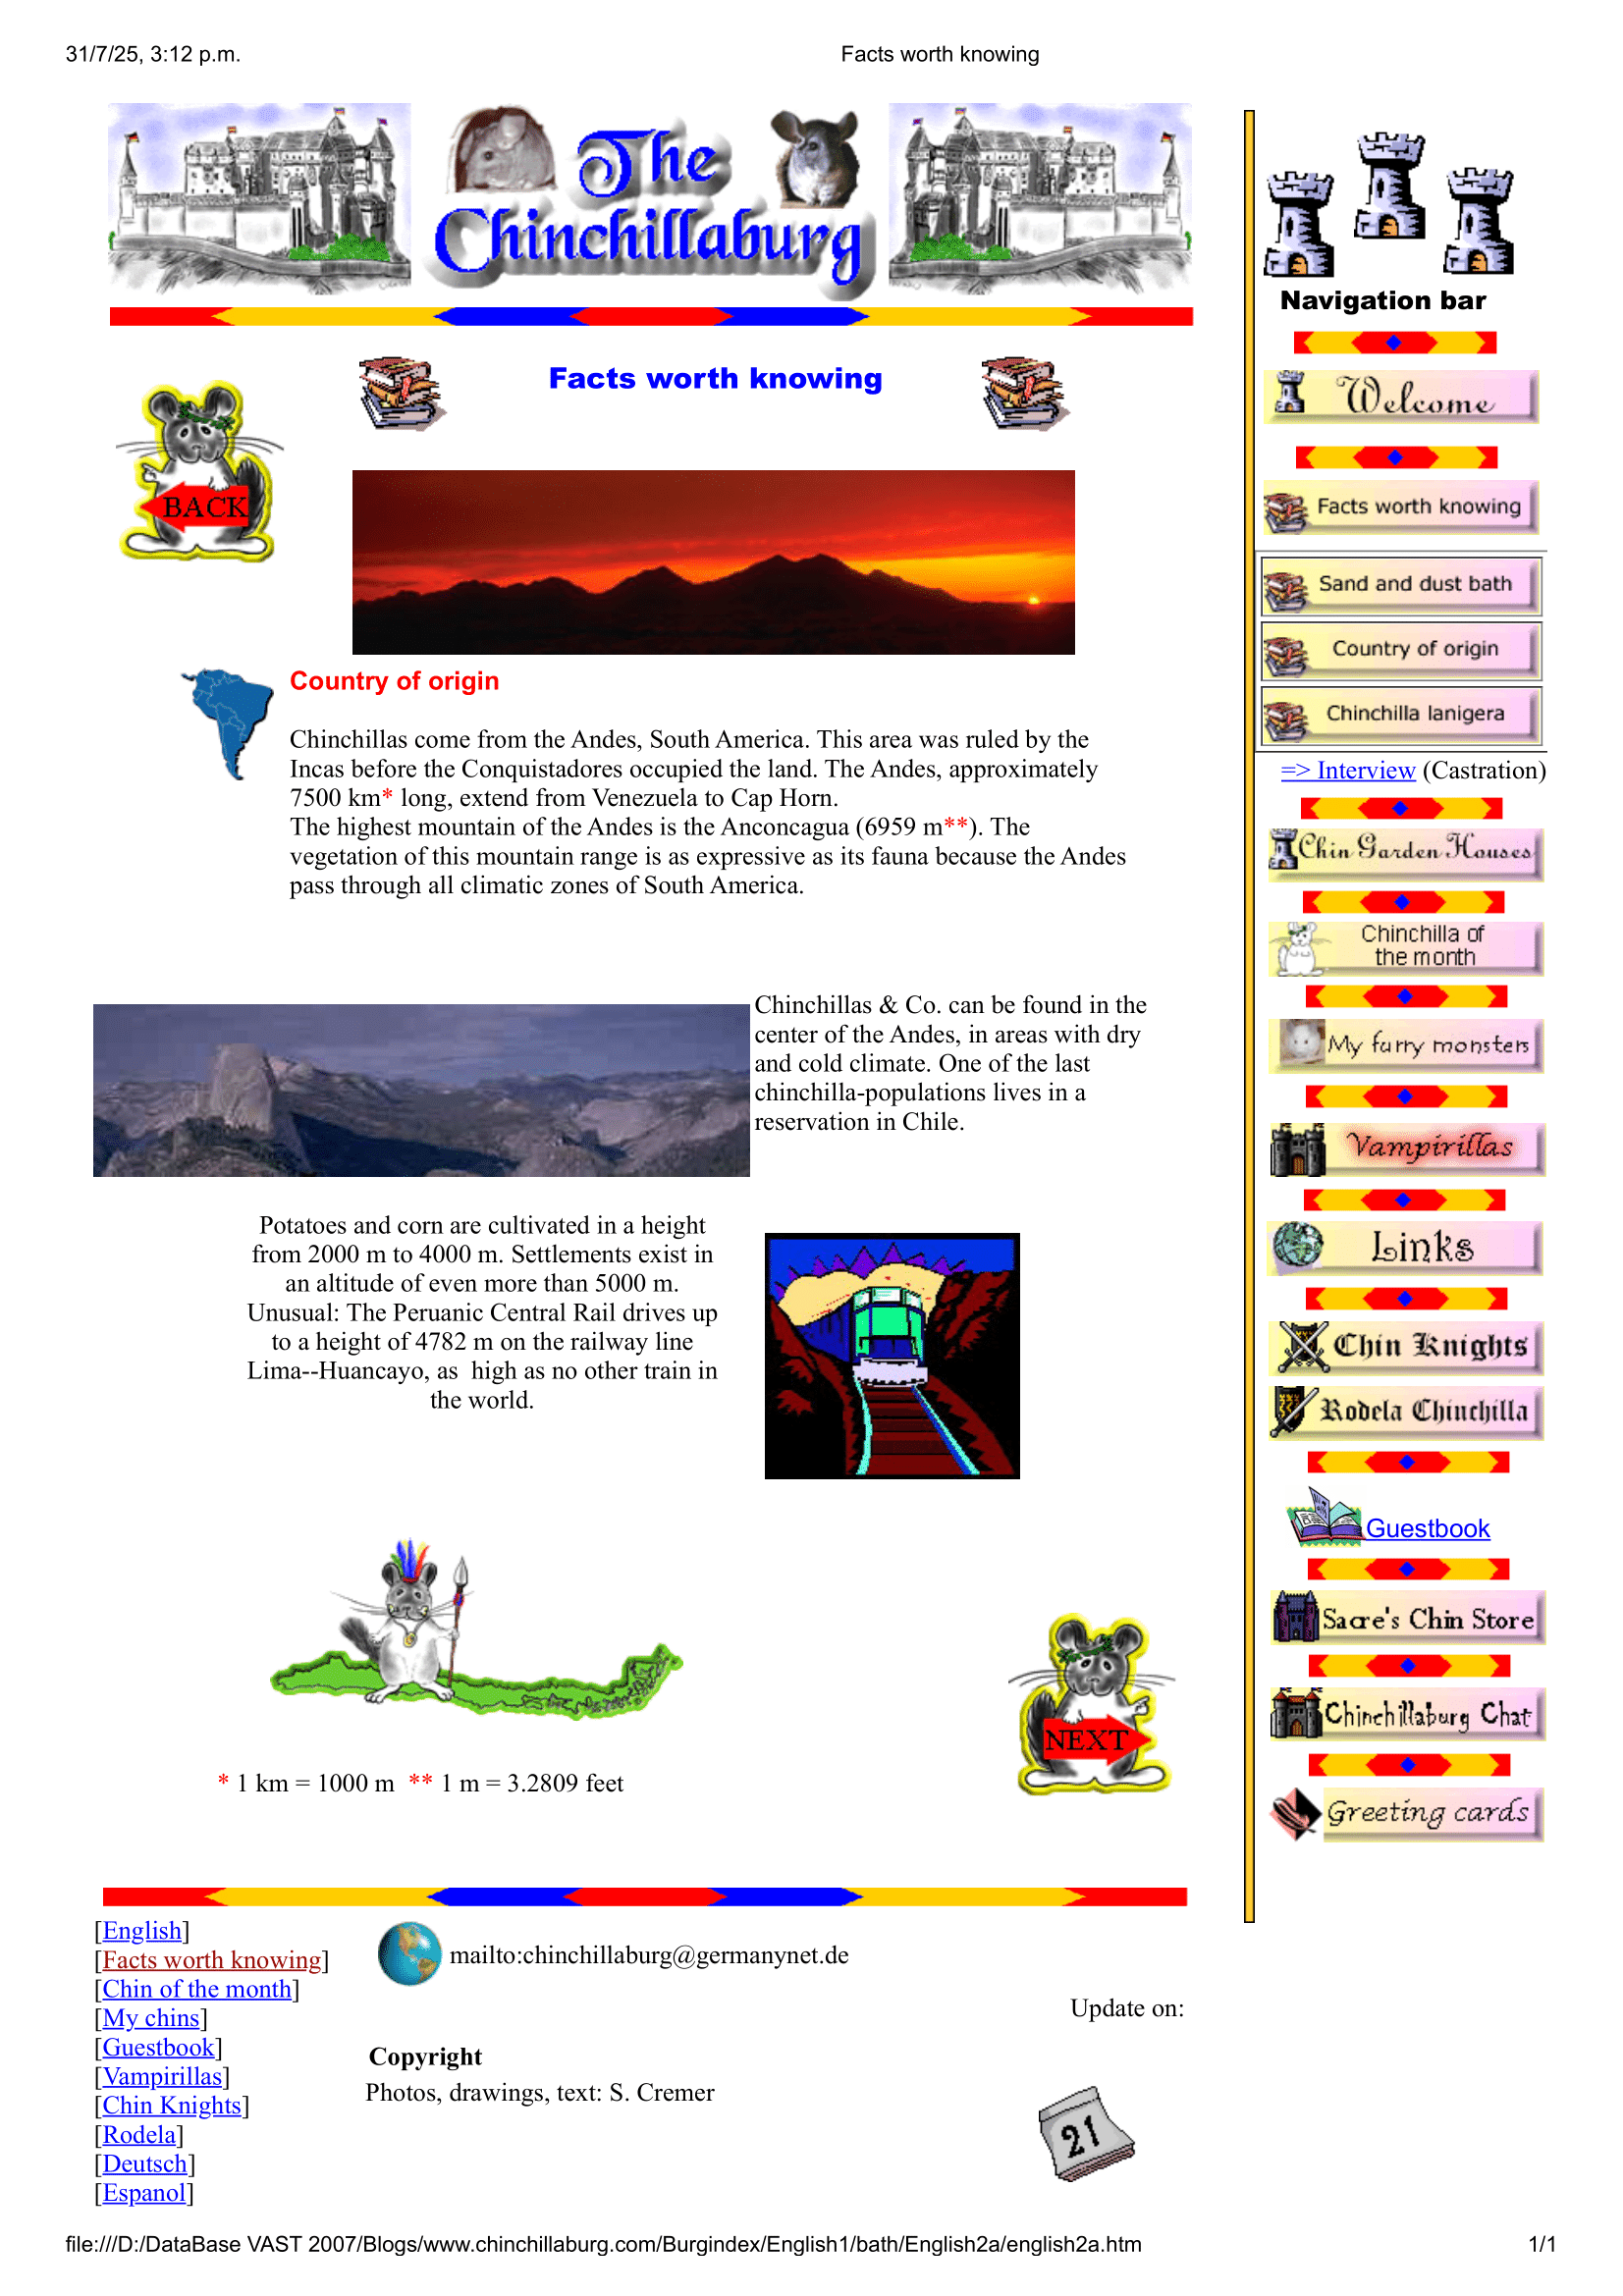 31/7/25, 3:12 p.m.
Facts worth knowing
The
Chinchillaburg
Facts worth knowing
BACK
Country of origin
Chinchillas come from the Andes, South America. This area was ruled by the
Incas before the Conquistadores occupied the land. The Andes, approximately
7500 km* long, extend from Venezuela to Cap Horn.
The highest mountain of the Andes is the Anconcagua (6959 m**). The
vegetation of this mountain range is as expressive as its fauna because the Andes
pass through all climatic zones of South America.
Chinchillas & Co. can be found in the
center of the Andes, in areas with dry
and cold climate. One of the last
chinchilla-populations lives in a
reservation in Chile.
Potatoes and corn are cultivated in a height
from 2000 m to 4000 m. Settlements exist in
an altitude of even more than 5000 m.
Unusual: The Peruanic Central Rail drives up
to a height of 4782 m on the railway line
Lima--Huancayo, as high as no other train in
the world.
NEXT
* 1 km = 1000 m ** 1 m = 3.2809 feet
Navigation bar
Welcome
Facts worth knowing
Sand and dust bath
Country of origin
Chinchilla lanigera
=> Interview (Castration)
Chin Garden Houses
Chinchilla of
the month
My furry monsters
Vampirillas
Links
Chin Knights
Rodela Chinchilla
Guestbook
Sacre's Chin Store
Chinchillaburg Chat
Greeting cards
[English]
[Facts worth knowing]
[Chin of the month]
[My chins]
[Guestbook]
[Vampirillas]
[Chin Knights]
[Rodela]
[Deutsch]
[Espanol]
mailto:chinchillaburg@germanynet.de
Copyright
Photos, drawings, text: S. Cremer
Update on:
21
file:///D:/DataBase VAST 2007/Blogs/www.chinchillaburg.com/Burgindex/English1/bath/English2a/english2a.htm
1/1